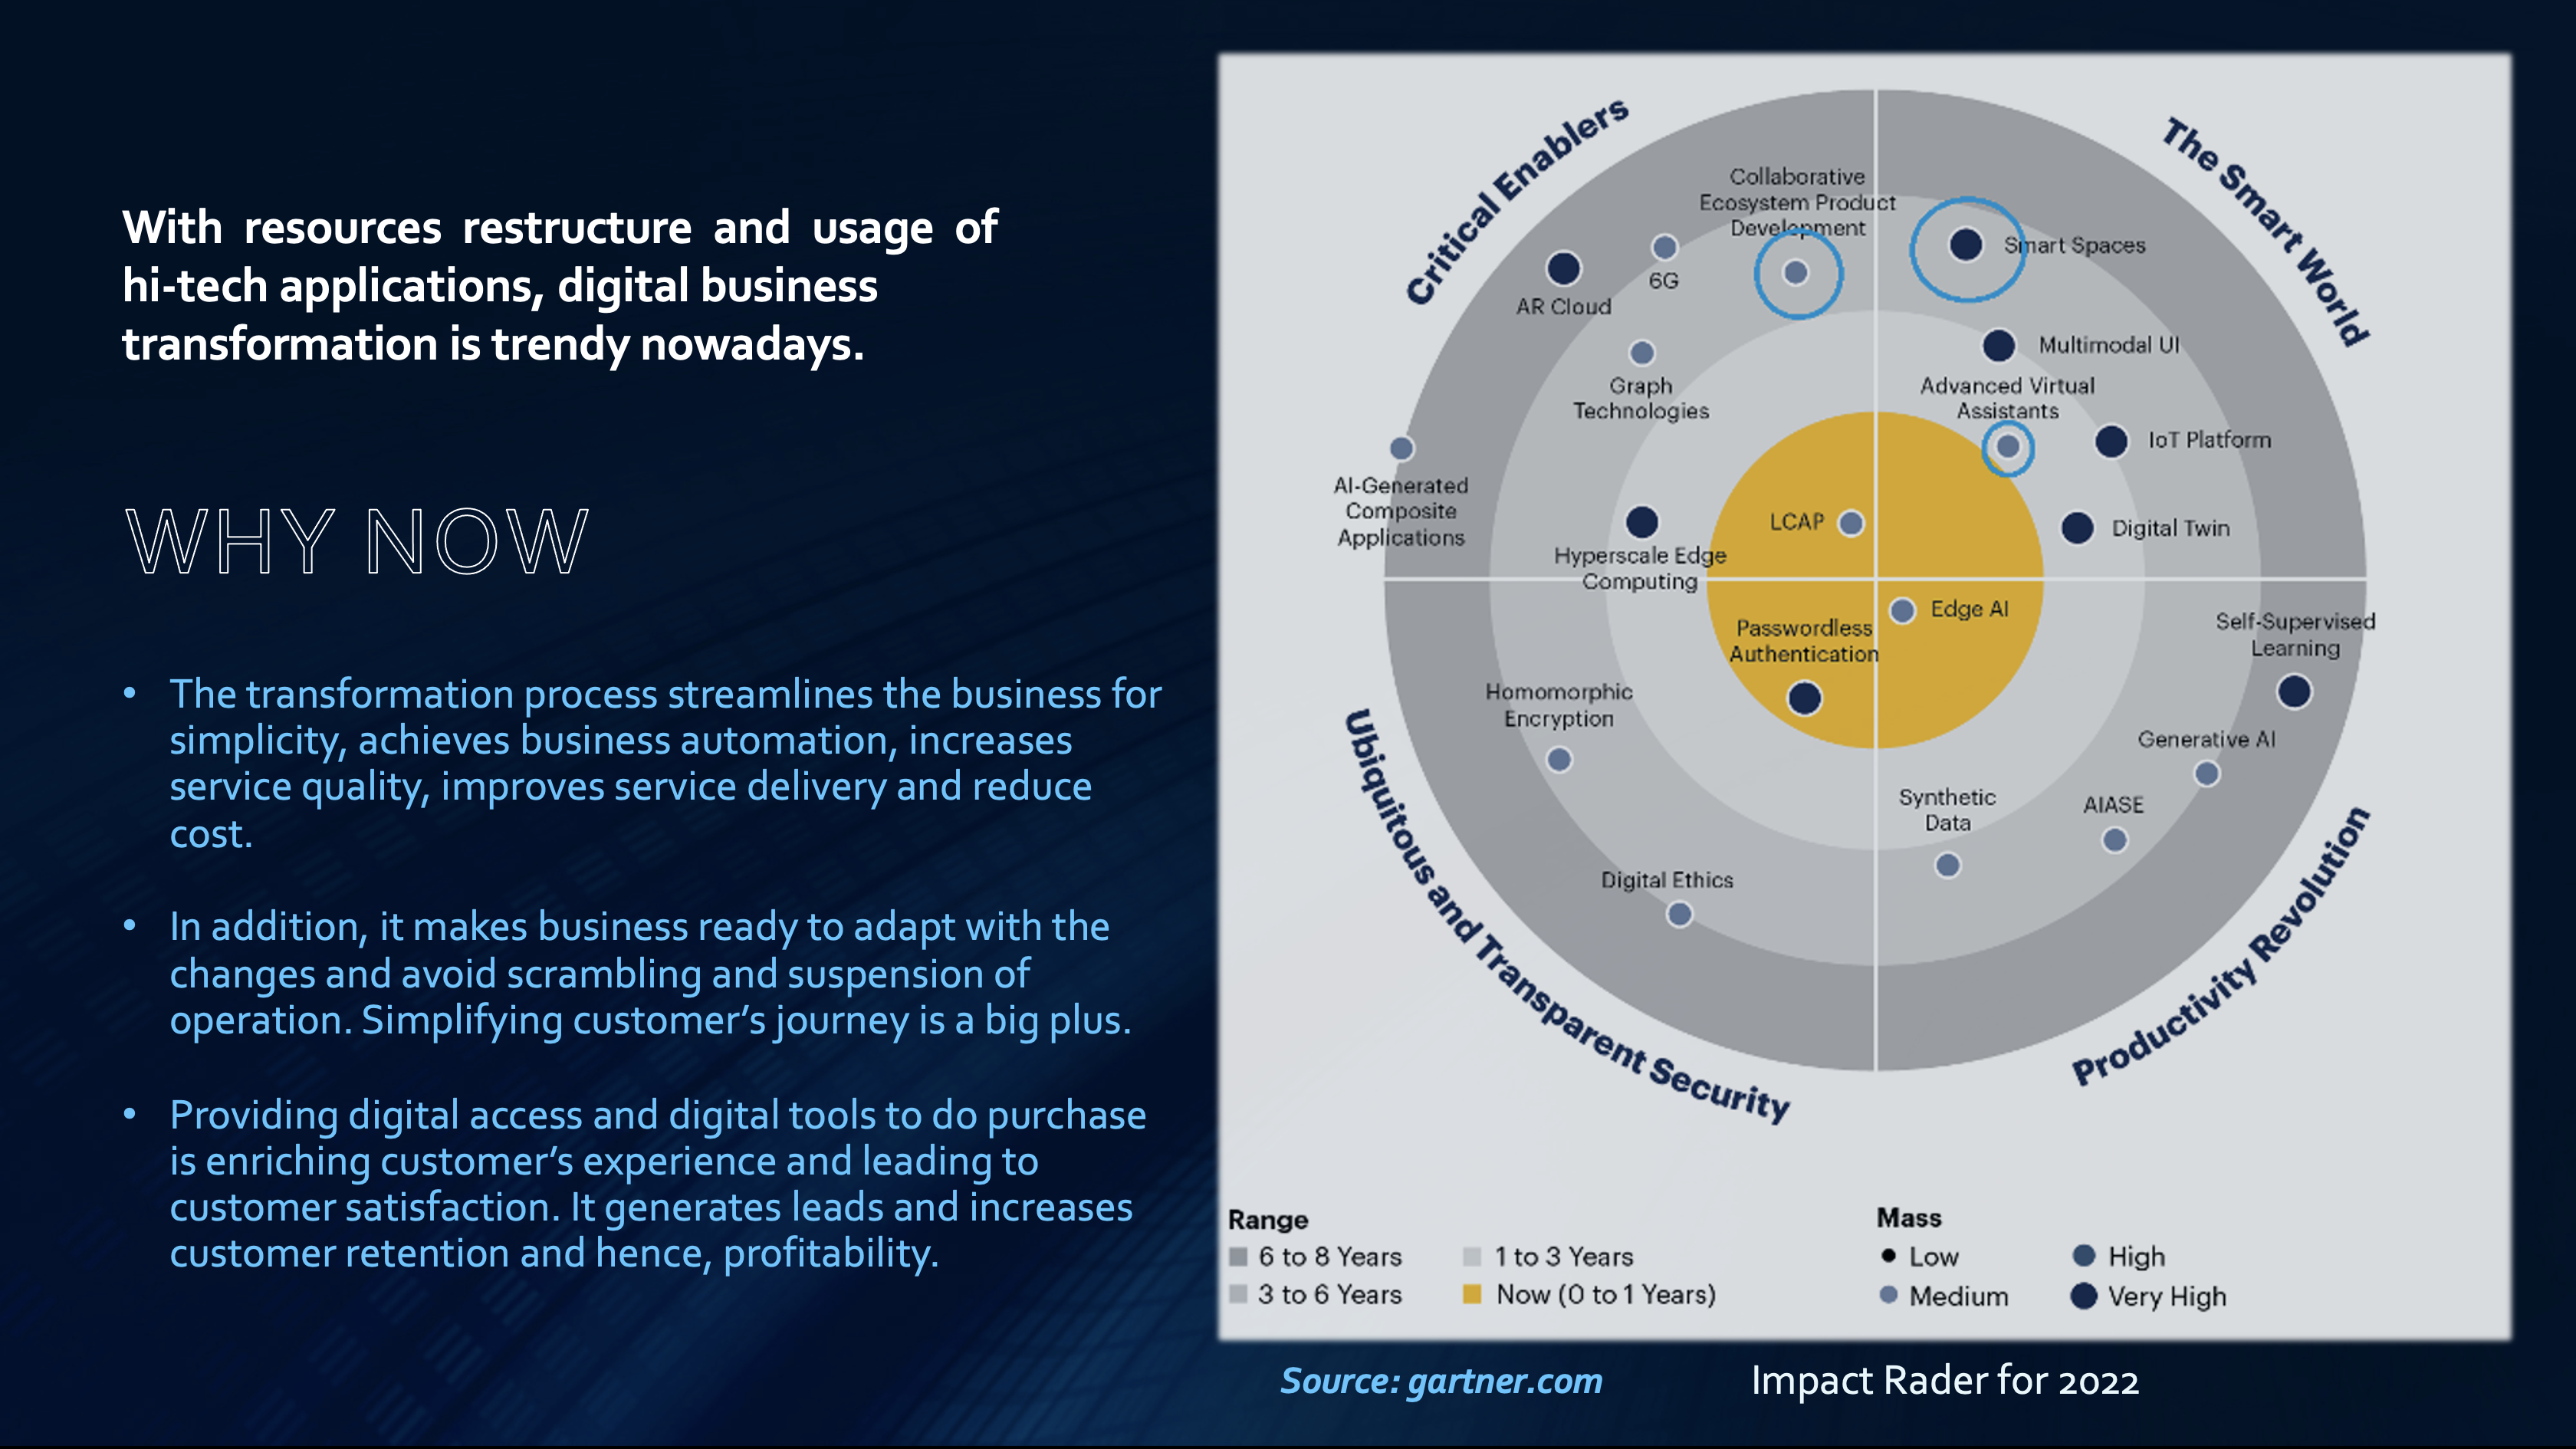 With resources restructure and usage of
hi-tech applications, digital business
transformation is trendy nowadays.
WHY NOW
• The transformation process streamlines the business for
simplicity, achieves business automation, increases
service quality, improves service delivery and reduce
cost.
• In addition, it makes business ready to adapt with the
changes and avoid scrambling and suspension of
operation. Simplifying customer’s journey is a big plus.
• Providing digital access and digital tools to do purchase
is enriching customer’s experience and leading to
customer satisfaction. It generates leads and increases
customer retention and hence, profitability.
Critical Enablers
The Smart World
Collaborative
Ecosystem Product
Development
Smart Spaces
6G
AR Cloud
Multimodal UI
Graph
Technologies
Advanced Virtual
Assistants
IoT Platform
AI-Generated
Composite
Applications
LCAP
Digital Twin
Hyperscale Edge
Computing
Edge AI
Passwordless
Authentication
Self-Supervised
Learning
Homomorphic
Encryption
Generative AI
Synthetic
Data
AIASE
Digital Ethics
Ubiquitous and Transparent Security
Productivity Revolution
Range
6 to 8 Years
1 to 3 Years
3 to 6 Years
Now (0 to 1 Years)
Mass
Low
High
Medium
Very High
Source: gartner.com
Impact Rader for 2022